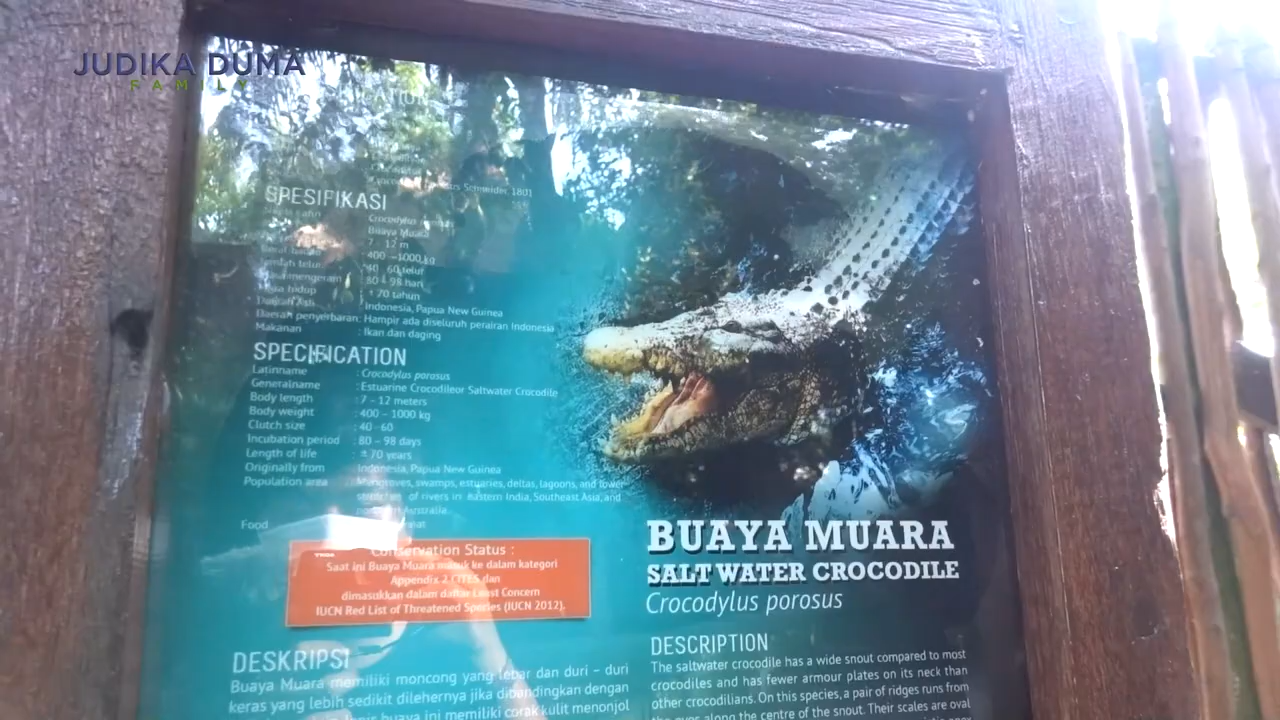 JUDIKA DUMA
FAMILY
Schneider, 1801
SPESIFIKASI
Buaya Muara
7 - 12 m
400 -1000 kg
40 60 telur
80 - 98 hari
± 70 tahun
Indonesia, Papua New Guinea
Daerah penyebaran: Hampir ada diseluruh perairan Indonesia
Makanan : Ikan dan daging
SPECIFICATION
Latinname : Crocodylus porosus
Generalname : Estuarine Crocodileor Saltwater Crocodile
Body length : 7 - 12 meters
Body weight : 400 - 1000 kg
Clutch size : 40 - 60
Incubation period : 80 - 98 days
Length of life : ± 70 years
Originally from Indonesia, Papua New Guinea
Population area Mangroves, swamps, estuaries, deltas, lagoons, and lower
stretches of rivers in Eastern India, Southeast Asia, and
Australia
Food
Conservation Status :
Saat ini Buaya Muara masuk ke dalam kategori
Appendix 2 CITES dan
dimasukkan dalam daftar Least Concern
IUCN Red List of Threatened Species (IUCN 2012).
BUAYA MUARA
SALT WATER CROCODILE
Crocodylus porosus
DESKRIPSI
Buaya Muara memiliki moncong yang lebar dan duri - duri
keras yang lebih sedikit dilehernya jika dibandingkan dengan
buaya ini memiliki corak kulit menonjol
DESCRIPTION
The saltwater crocodile has a wide snout compared to most
crocodiles and has fewer armour plates on its neck than
other crocodilians. On this species, a pair of ridges runs from
the eyes along the centre of the snout. Their scales are oval